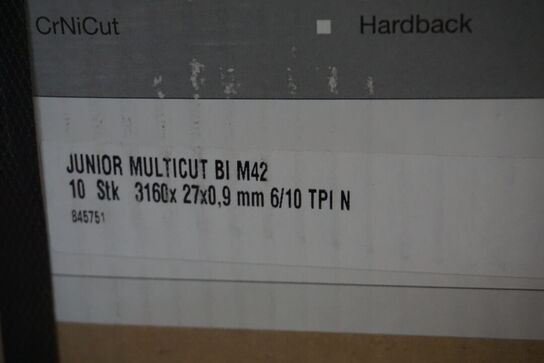 CrNiCut Hardback
JUNIOR MULTICUT BI M42
10 Stk 3160x 27x0,9 mm 6/10 TPI N
845751